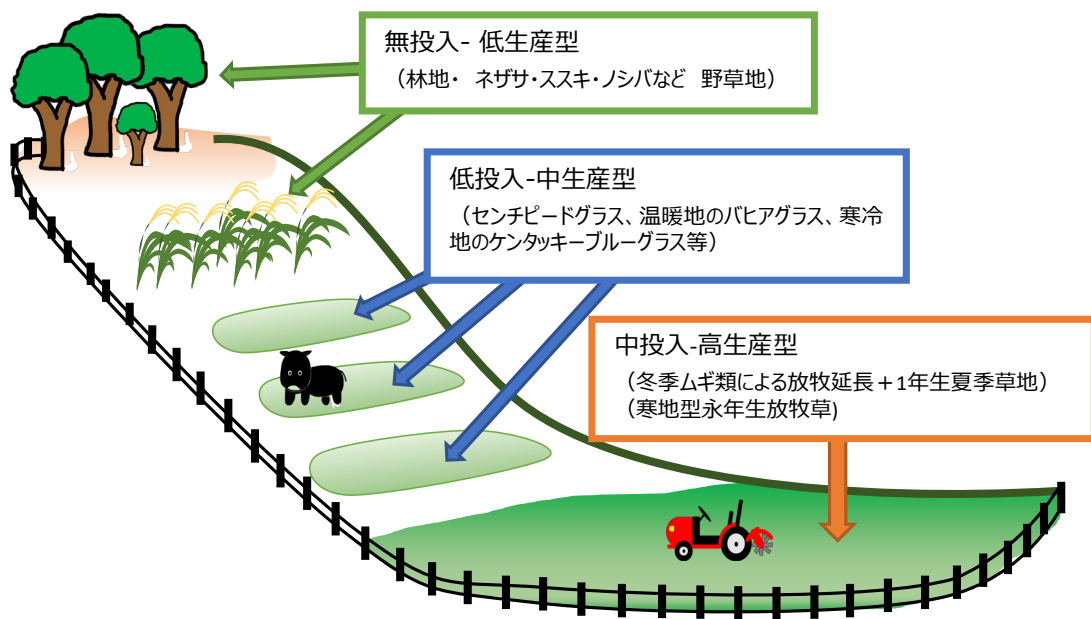 無投入- 低生産型
（林地・ ネザサ・ススキ・ノシバなど 野草地）
低投入-中生産型
（センチピードグラス、温暖地のバヒアグラス、寒冷
地のケンタッキーブルーグラス等）
中投入-高生産型
（冬季ムギ類による放牧延長＋1年生夏季草地）
（寒地型永年生放牧草)